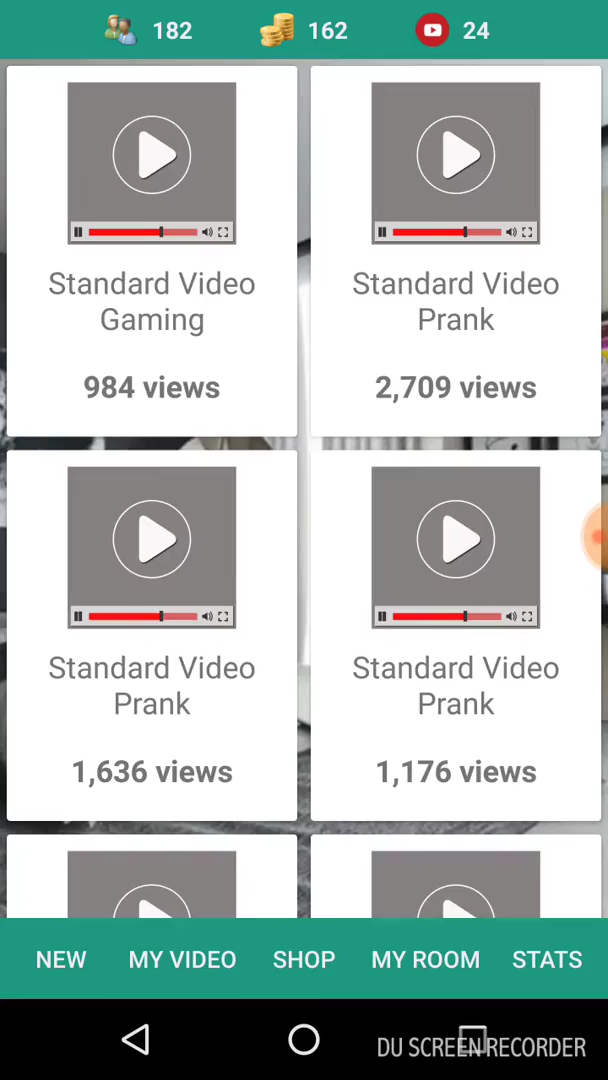 182 162 24
Standard Video
Gaming
984 views
Standard Video
Prank
2,709 views
Standard Video
Prank
1,636 views
Standard Video
Prank
1,176 views
NEW MY VIDEO SHOP MY ROOM STATS
DU SCREEN RECORDER